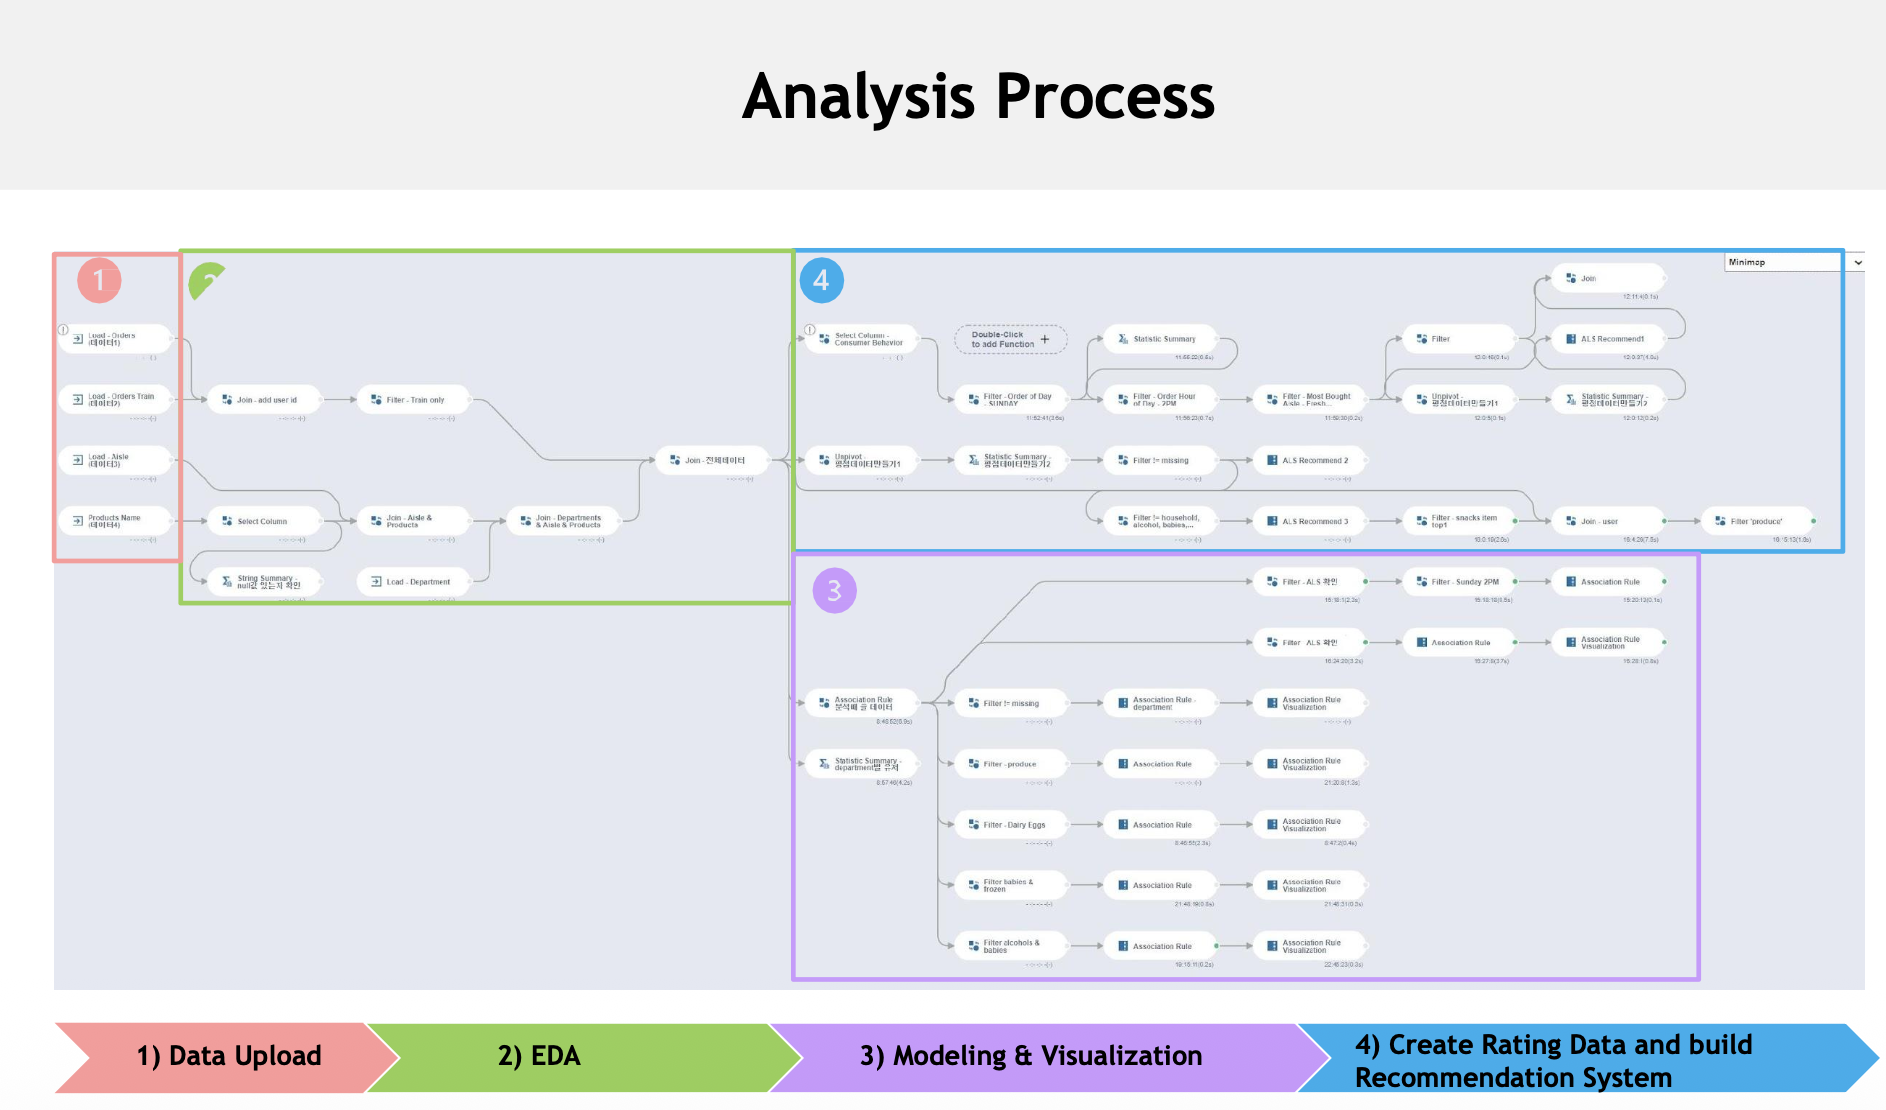 Analysis Process
1
4
Minimap
Join
Load - Orders
(데이터1)
Select Column -
Consumer Behavior
Double-Click
to add Function
Statistic Summary
Filter
ALS Recommend1
Load - Orders Train
(데이터2)
Join - add user id
Filter - Train only
Filter - Order of Day
- SUNDAY
Filter - Order Hour
of Day - 2PM
Filter - Most Bought
Aisle - Fresh...
Unpivot -
평점데이터만들기1
Statistic Summary -
평점데이터만들기2
Load - Aisle
(데이터3)
Join - 전체데이터
Unpivot -
평점데이터만들기1
Statistic Summary -
평점데이터만들기2
Filter != missing
ALS Recommend 2
Products Name
(데이터4)
Select Column
Join - Aisle &
Products
Join - Departments
& Aisle & Products
Filter != household,
alcohol, babies,...
ALS Recommend 3
Filter - snacks item
top1
Join - user
Filter 'produce'
String Summary -
null값 있는지 확인
Load - Department
3
Filter - ALS 확인
Filter - Sunday 2PM
Association Rule
Filter - ALS 확인
Association Rule
Association Rule
Visualization
Association Rule
분석때 쓸 데이터
Filter != missing
Association Rule -
department
Association Rule
Visualization
Statistic Summary -
department별 유저
Filter - produce
Association Rule
Association Rule
Visualization
Filter - Dairy Eggs
Association Rule
Association Rule
Visualization
Filter babies &
frozen
Association Rule
Association Rule
Visualization
Filter alcohols &
babies
Association Rule
Association Rule
Visualization
1) Data Upload
2) EDA
3) Modeling & Visualization
4) Create Rating Data and build
Recommendation System